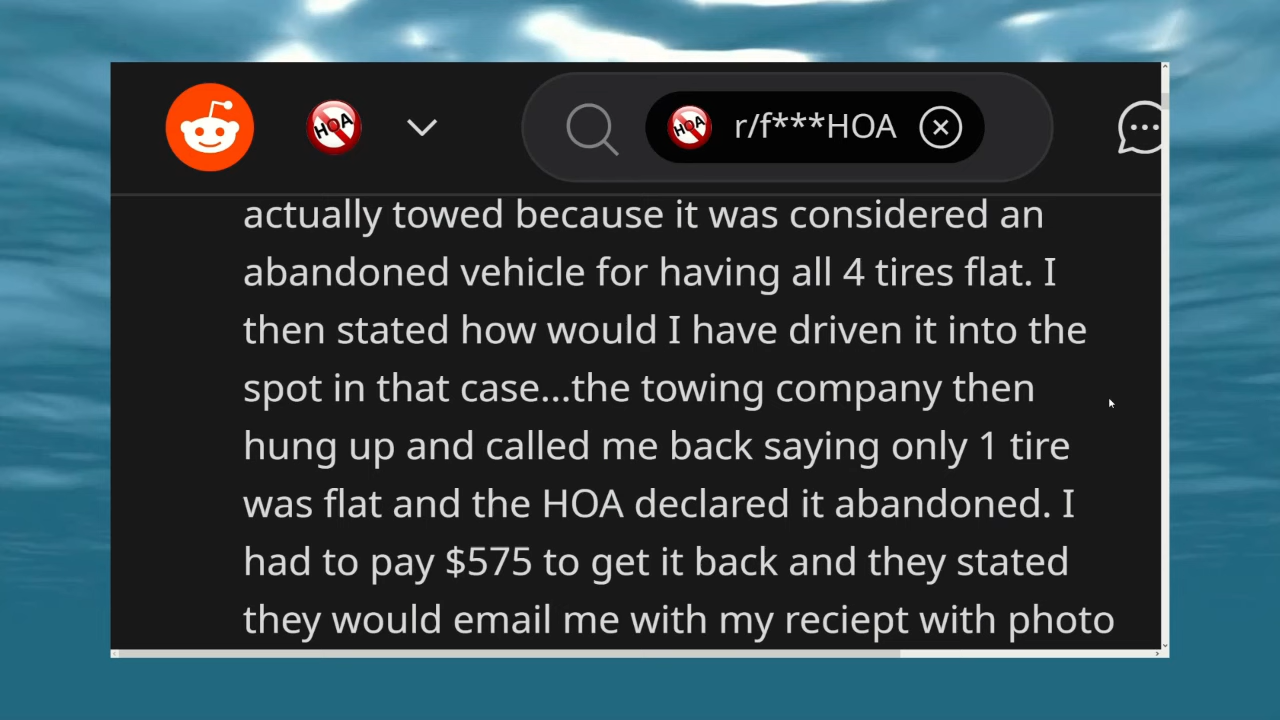 HOA
HOA
r/f***HOA
actually towed because it was considered an
abandoned vehicle for having all 4 tires flat. I
then stated how would I have driven it into the
spot in that case...the towing company then
hung up and called me back saying only 1 tire
was flat and the HOA declared it abandoned. I
had to pay $575 to get it back and they stated
they would email me with my reciept with photo